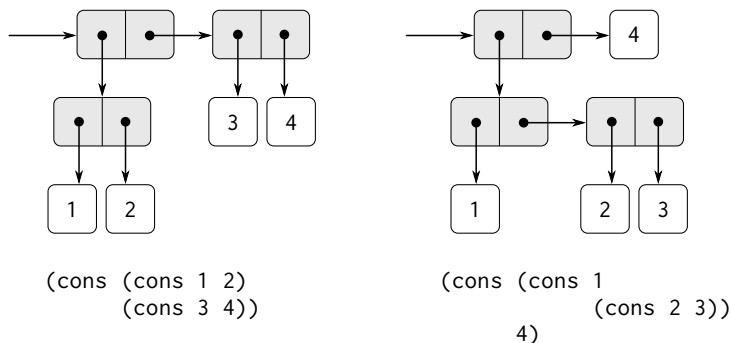 4
3 4
1 2
1 2 3
(cons (cons 1 2)
(cons 3 4))
(cons (cons 1
(cons 2 3))
4)